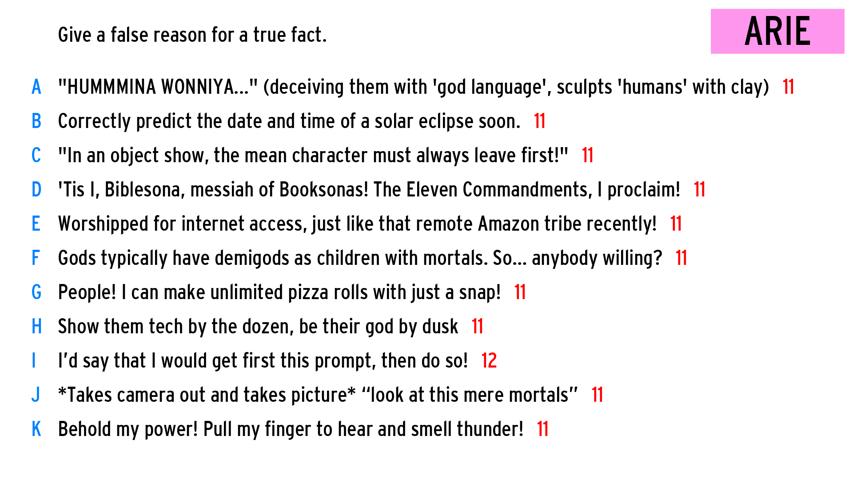 Give a false reason for a true fact.
ARIE
A "HUMMMINA WONNIYA..." (deceiving them with 'god language', sculpts 'humans' with clay) 11
B Correctly predict the date and time of a solar eclipse soon. 11
C "In an object show, the mean character must always leave first!" 11
D 'Tis I, Biblesona, messiah of Booksonas! The Eleven Commandments, I proclaim! 11
E Worshipped for internet access, just like that remote Amazon tribe recently! 11
F Gods typically have demigods as children with mortals. So... anybody willing? 11
G People! I can make unlimited pizza rolls with just a snap! 11
H Show them tech by the dozen, be their god by dusk 11
I I’d say that I would get first this prompt, then do so! 12
J *Takes camera out and takes picture* “look at this mere mortals” 11
K Behold my power! Pull my finger to hear and smell thunder! 11